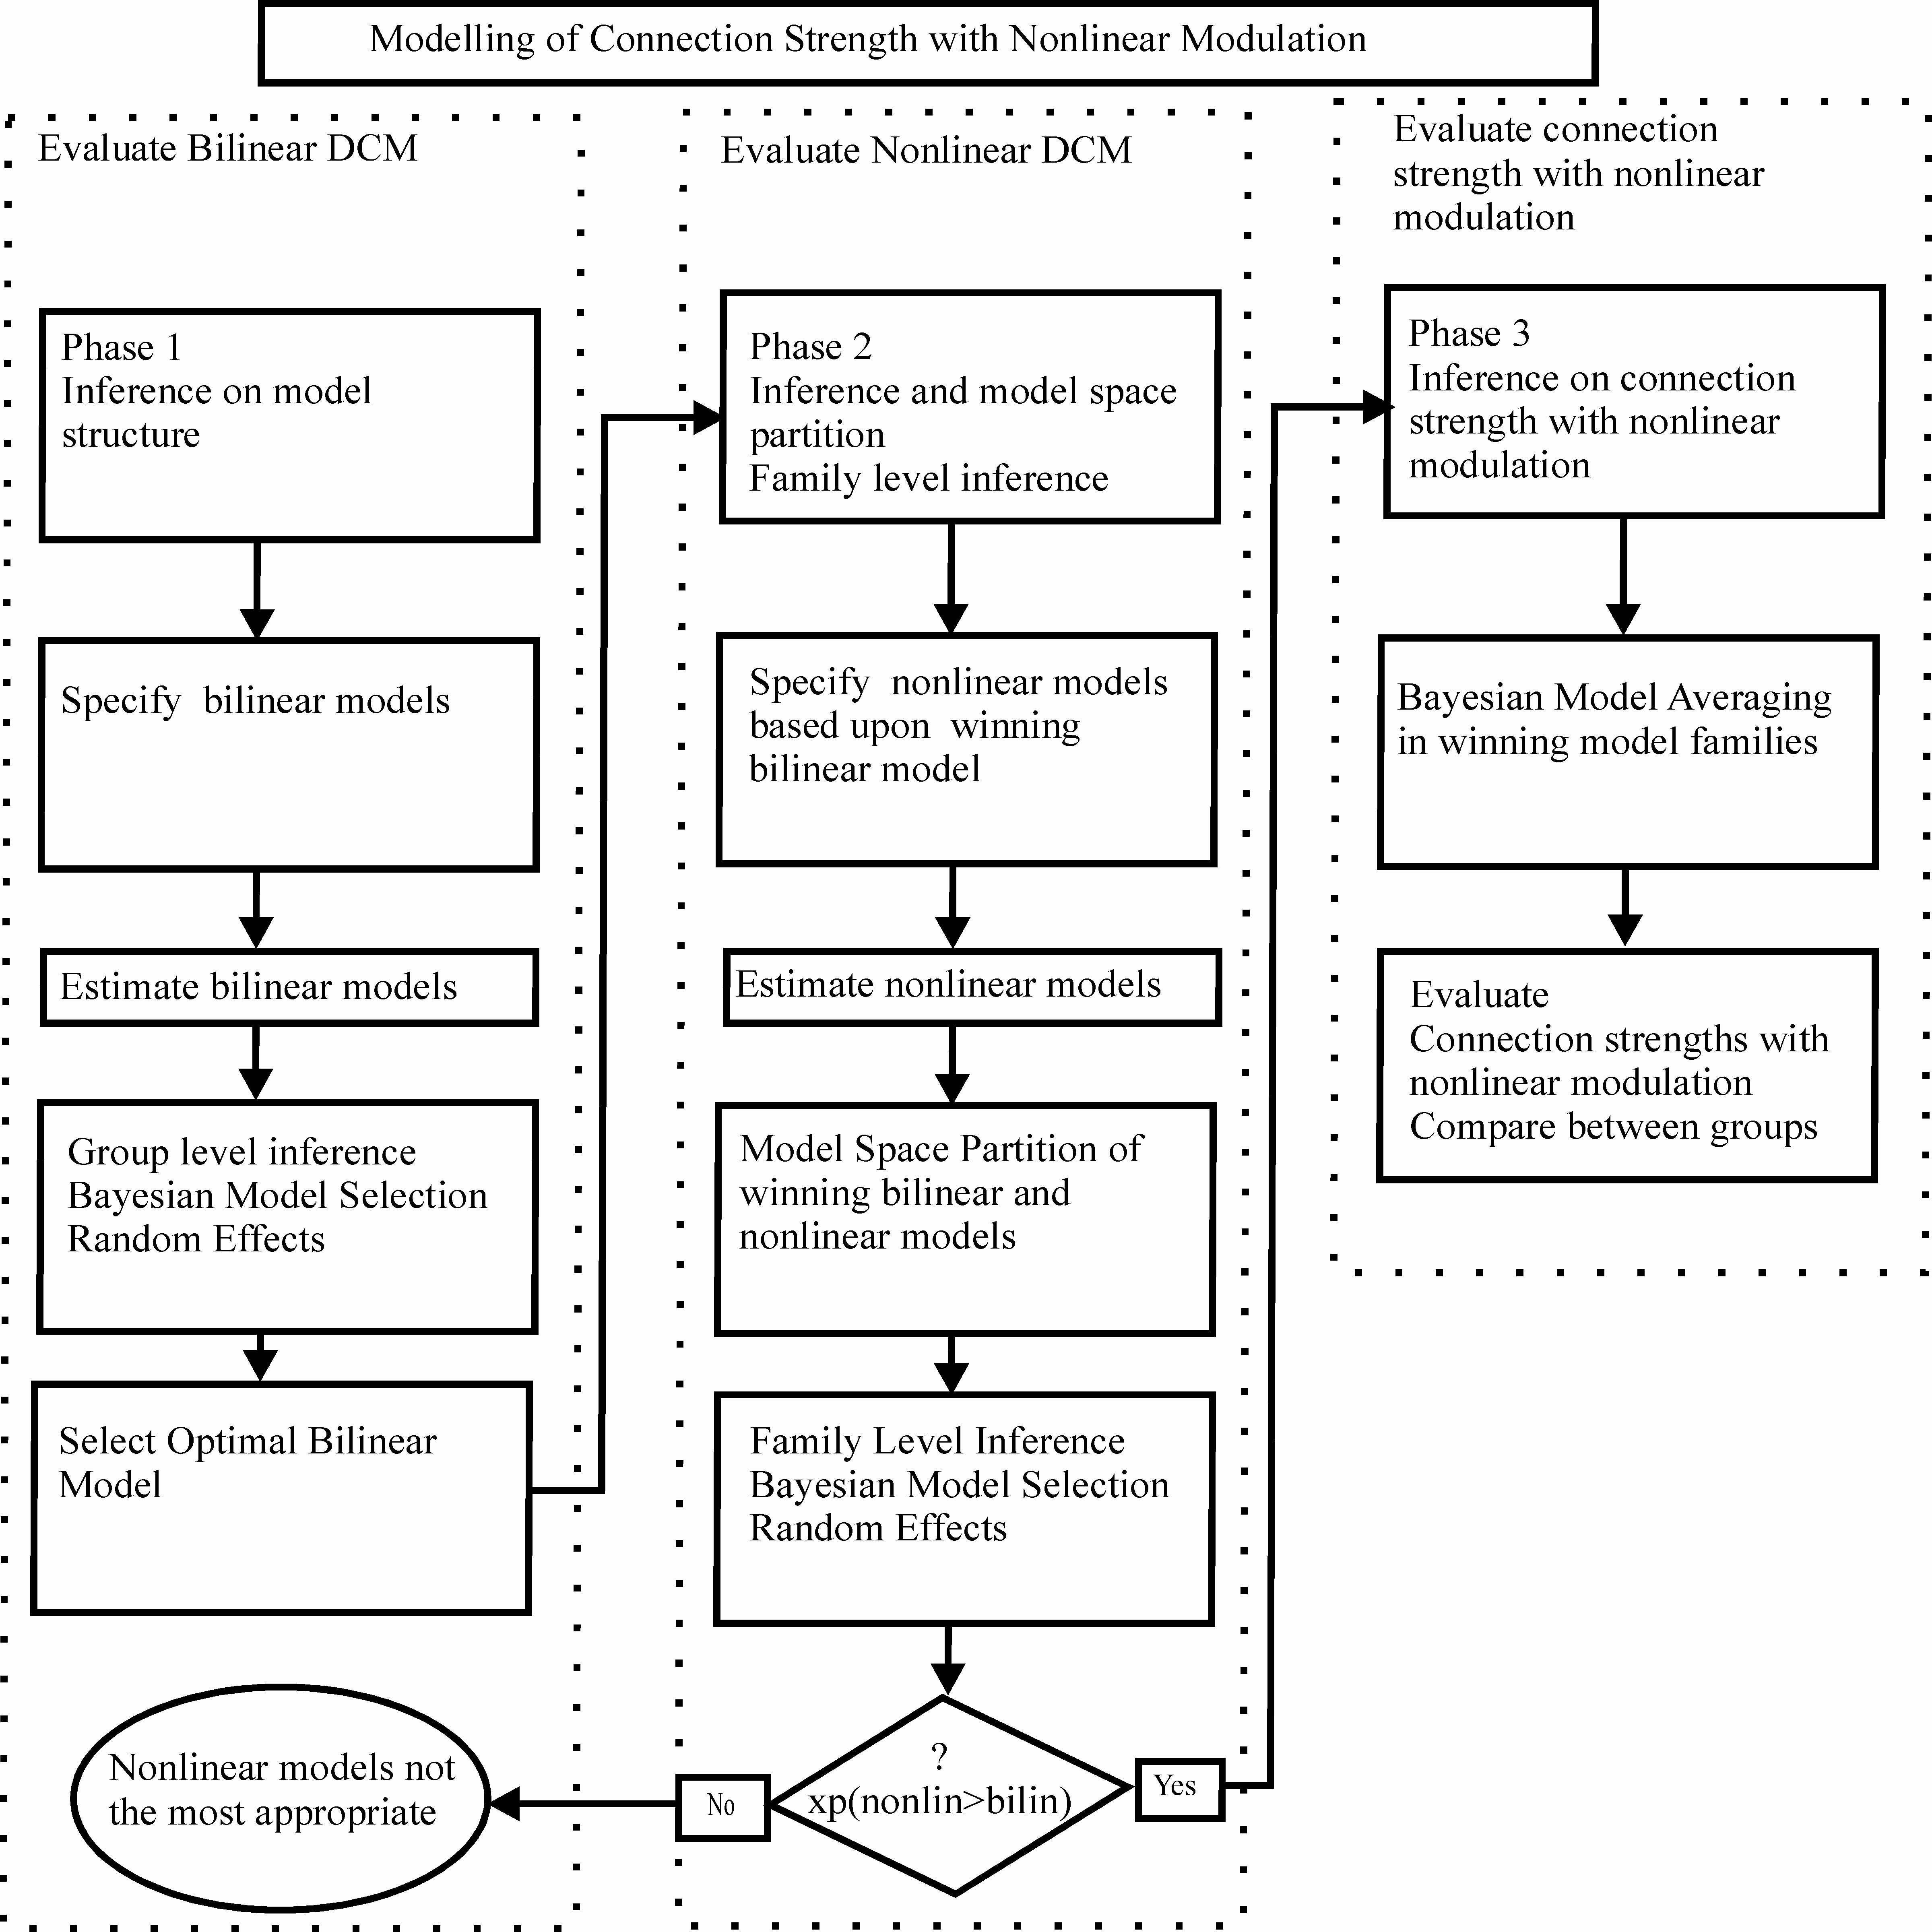 Modelling of Connection Strength with Nonlinear Modulation
Evaluate Bilinear DCM
Phase 1
Inference on model
structure
Specify bilinear models
Estimate bilinear models
Group level inference
Bayesian Model Selection
Random Effects
Select Optimal Bilinear
Model
Nonlinear models not
the most appropriate
Evaluate Nonlinear DCM
Phase 2
Inference and model space
partition
Family level inference
Specify nonlinear models
based upon winning
bilinear model
Estimate nonlinear models
Model Space Partition of
winning bilinear and
nonlinear models
Family Level Inference
Bayesian Model Selection
Random Effects
?
xp(nonlin>bilin)
No
Yes
Evaluate connection
strength with nonlinear
modulation
Phase 3
Inference on connection
strength with nonlinear
modulation
Bayesian Model Averaging
in winning model families
Evaluate
Connection strengths with
nonlinear modulation
Compare between groups